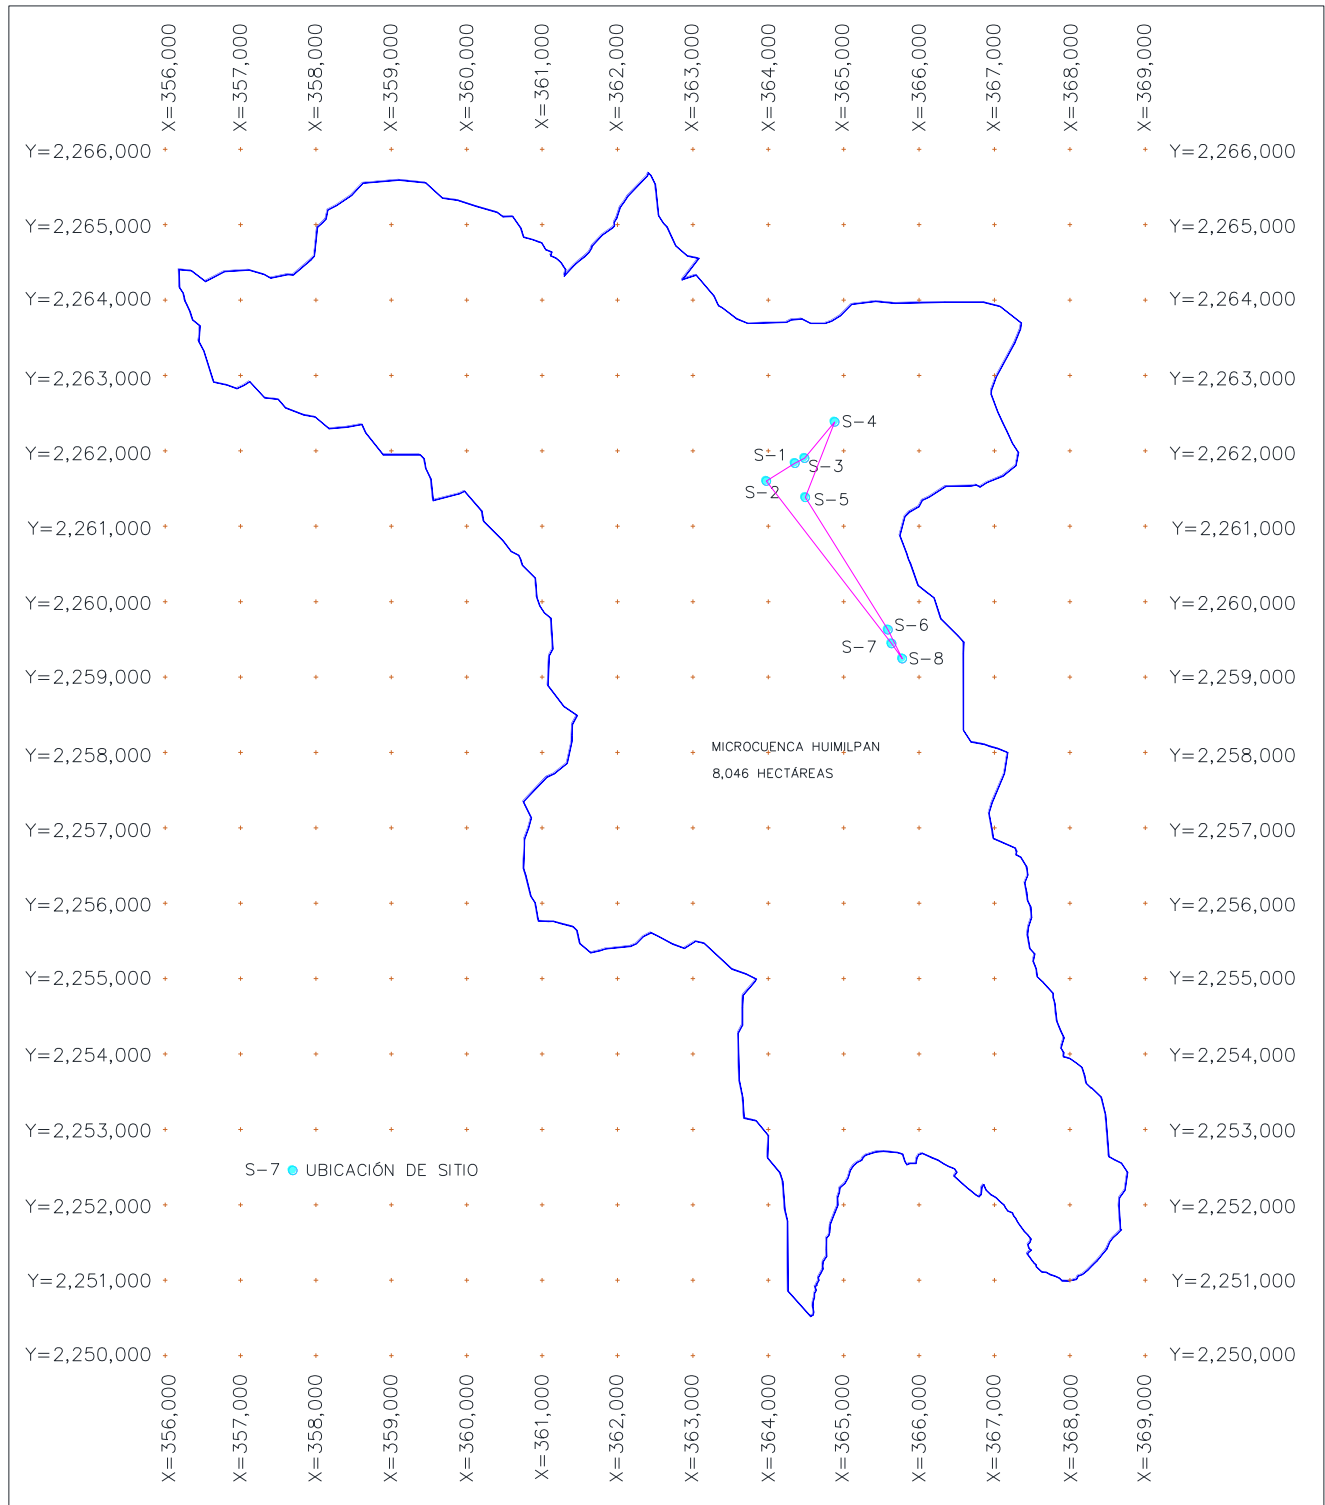 X=356,000
X=357,000
X=358,000
X=359,000
X=360,000
X=361,000
X=362,000
X=363,000
X=364,000
X=365,000
X=366,000
X=367,000
X=368,000
X=369,000
Y=2,266,000 Y=2,266,000
Y=2,265,000 Y=2,265,000
Y=2,264,000 Y=2,264,000
Y=2,263,000 Y=2,263,000
S-4
Y=2,262,000 Y=2,262,000
S-1
S-3
S-2
S-5
Y=2,261,000 Y=2,261,000
Y=2,260,000 Y=2,260,000
S-6
S-7
S-8
Y=2,259,000 Y=2,259,000
MICROCUENCA HUIMILPAN
Y=2,258,000 Y=2,258,000
8,046 HECTÁREAS
Y=2,257,000 Y=2,257,000
Y=2,256,000 Y=2,256,000
Y=2,255,000 Y=2,255,000
Y=2,254,000 Y=2,254,000
Y=2,253,000 Y=2,253,000
S-7 UBICACIÓN DE SITIO
Y=2,252,000 Y=2,252,000
Y=2,251,000 Y=2,251,000
Y=2,250,000 Y=2,250,000
X=356,000
X=357,000
X=358,000
X=359,000
X=360,000
X=361,000
X=362,000
X=363,000
X=364,000
X=365,000
X=366,000
X=367,000
X=368,000
X=369,000